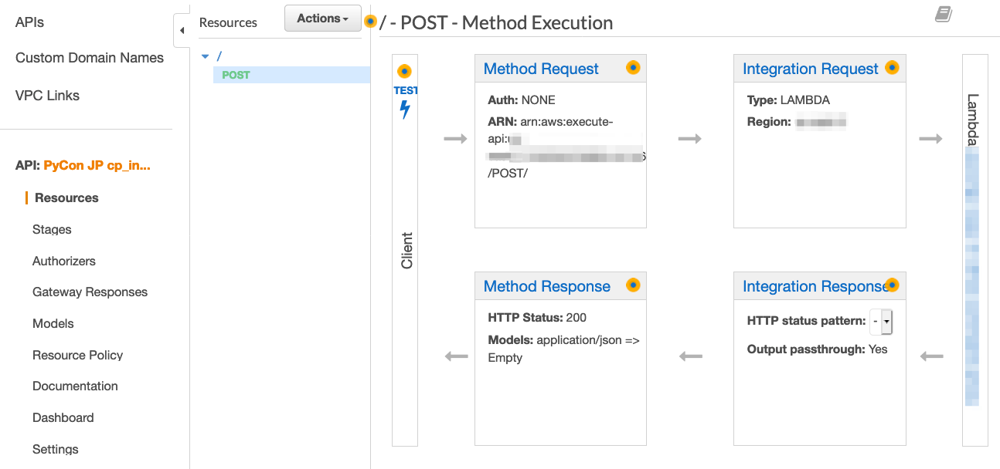 APIs
Custom Domain Names
VPC Links
API: PyCon JP cp_in...
Resources
Stages
Authorizers
Gateway Responses
Models
Resource Policy
Documentation
Dashboard
Settings
Resources
Actions
/
POST
/ - POST - Method Execution
TEST
Client
Method Request
Auth: NONE
ARN: arn:aws:execute-
api:
/POST/
Integration Request
Type: LAMBDA
Region:
Lambda
Method Response
HTTP Status: 200
Models: application/json =>
Empty
Integration Response
HTTP status pattern: -
Output passthrough: Yes